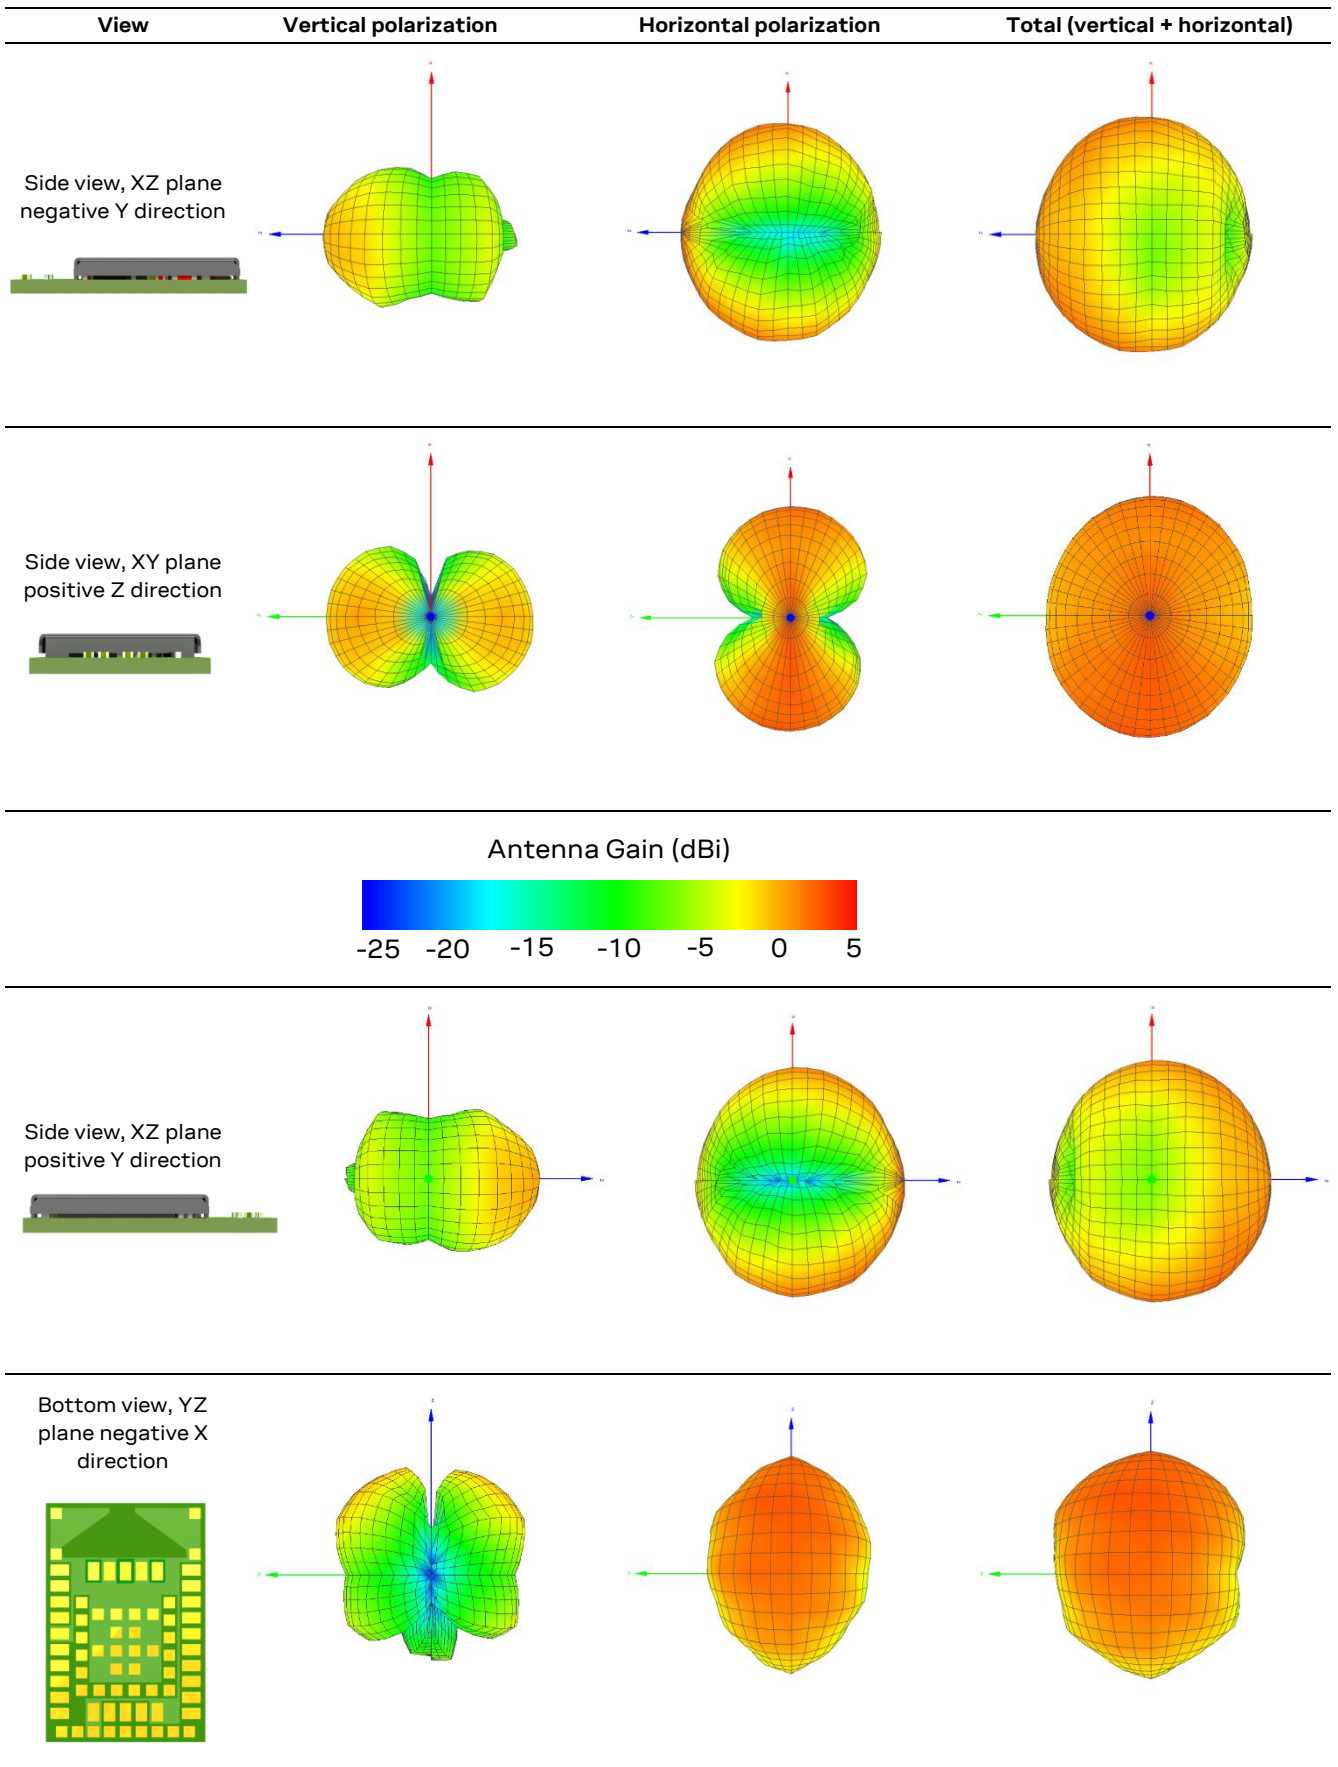 View Vertical polarization Horizontal polarization Total (vertical + horizontal)
Side view, XZ plane
negative Y direction
Side view, XY plane
positive Z direction
Antenna Gain (dBi)
-25 -20 -15 -10 -5 0 5
Side view, XZ plane
positive Y direction
Bottom view, YZ
plane negative X
direction